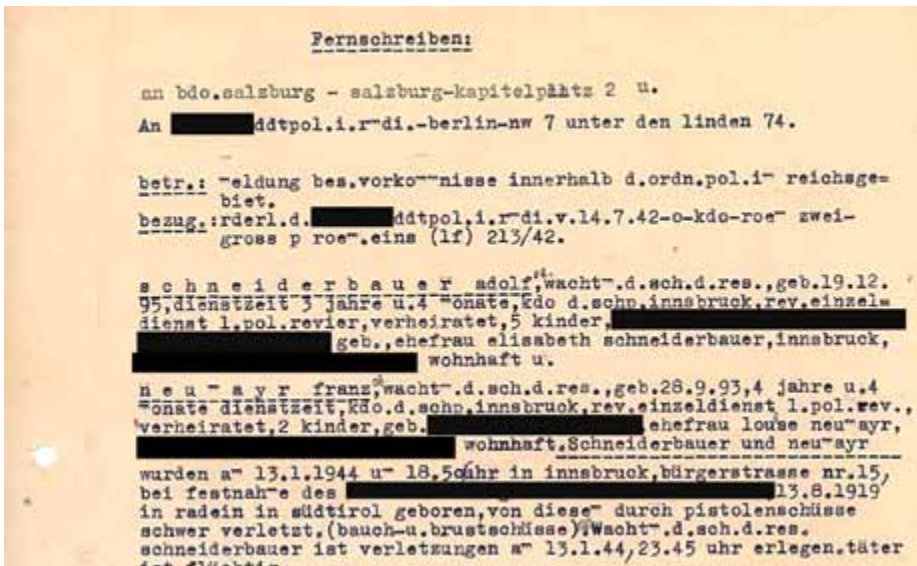 Fernschreiben:
an bdo.salzburg - salzburg-kapitelplatz 2 u.
An ddtpol.i.r¯di.-berlin-nw 7 unter den linden 74.
betr.: ¯eldung bes.vorko¯¯nisse innerhalb d.ordn.pol.i¯ reichsge=
biet.
bezug.:rderl.d. ddtpol.i.r¯di.v.14.7.42-o-kdo-roe¯ zwei-
gross p roe¯.eins (lf) 213/42.
s c h n e i d e r b a u e r adolf,wacht¯.d.sch.d.res.,geb.19.12.
95,dienstzeit 3 jahre u.4 ¯onate,kdo d.schp.innsbruck,rev.einzel=
dienst 1.pol.revier,verheiratet,5 kinder,
geb.,ehefrau elisabeth schneiderbauer,innsbruck,
wohnhaft u.
n e u ¯ a y r franz,wacht¯.d.sch.d.res.,geb.28.9.93,4 jahre u.4
¯onate dienstzeit,kdo.d.schp.innsbruck,rev.einzeldienst 1.pol.rev.,
verheiratet,2 kinder,geb. ,ehefrau louise neu¯ayr,
wohnhaft.Schneiderbauer und neu¯ayr
wurden a¯ 13.1.1944 u¯ 18.50uhr in innsbruck,bürgerstrasse nr.15,
bei festnah¯e des 13.8.1919
in radein in südtirol geboren,von diese¯ durch pistolenschüsse
schwer verletzt.(bauch-u.brustschüsse).Wacht¯.d.sch.d.res.
schneiderbauer ist verletzungen a¯ 13.1.44,23.45 uhr erlegen.täter
ist flüchtig